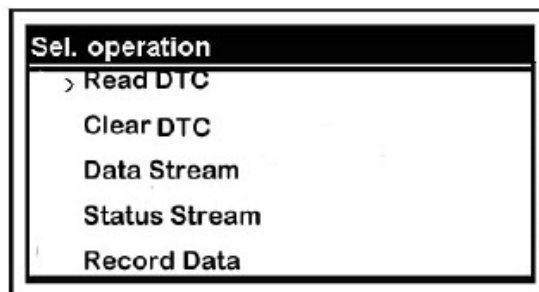 Sel. operation
› Read DTC
Clear DTC
Data Stream
Status Stream
Record Data